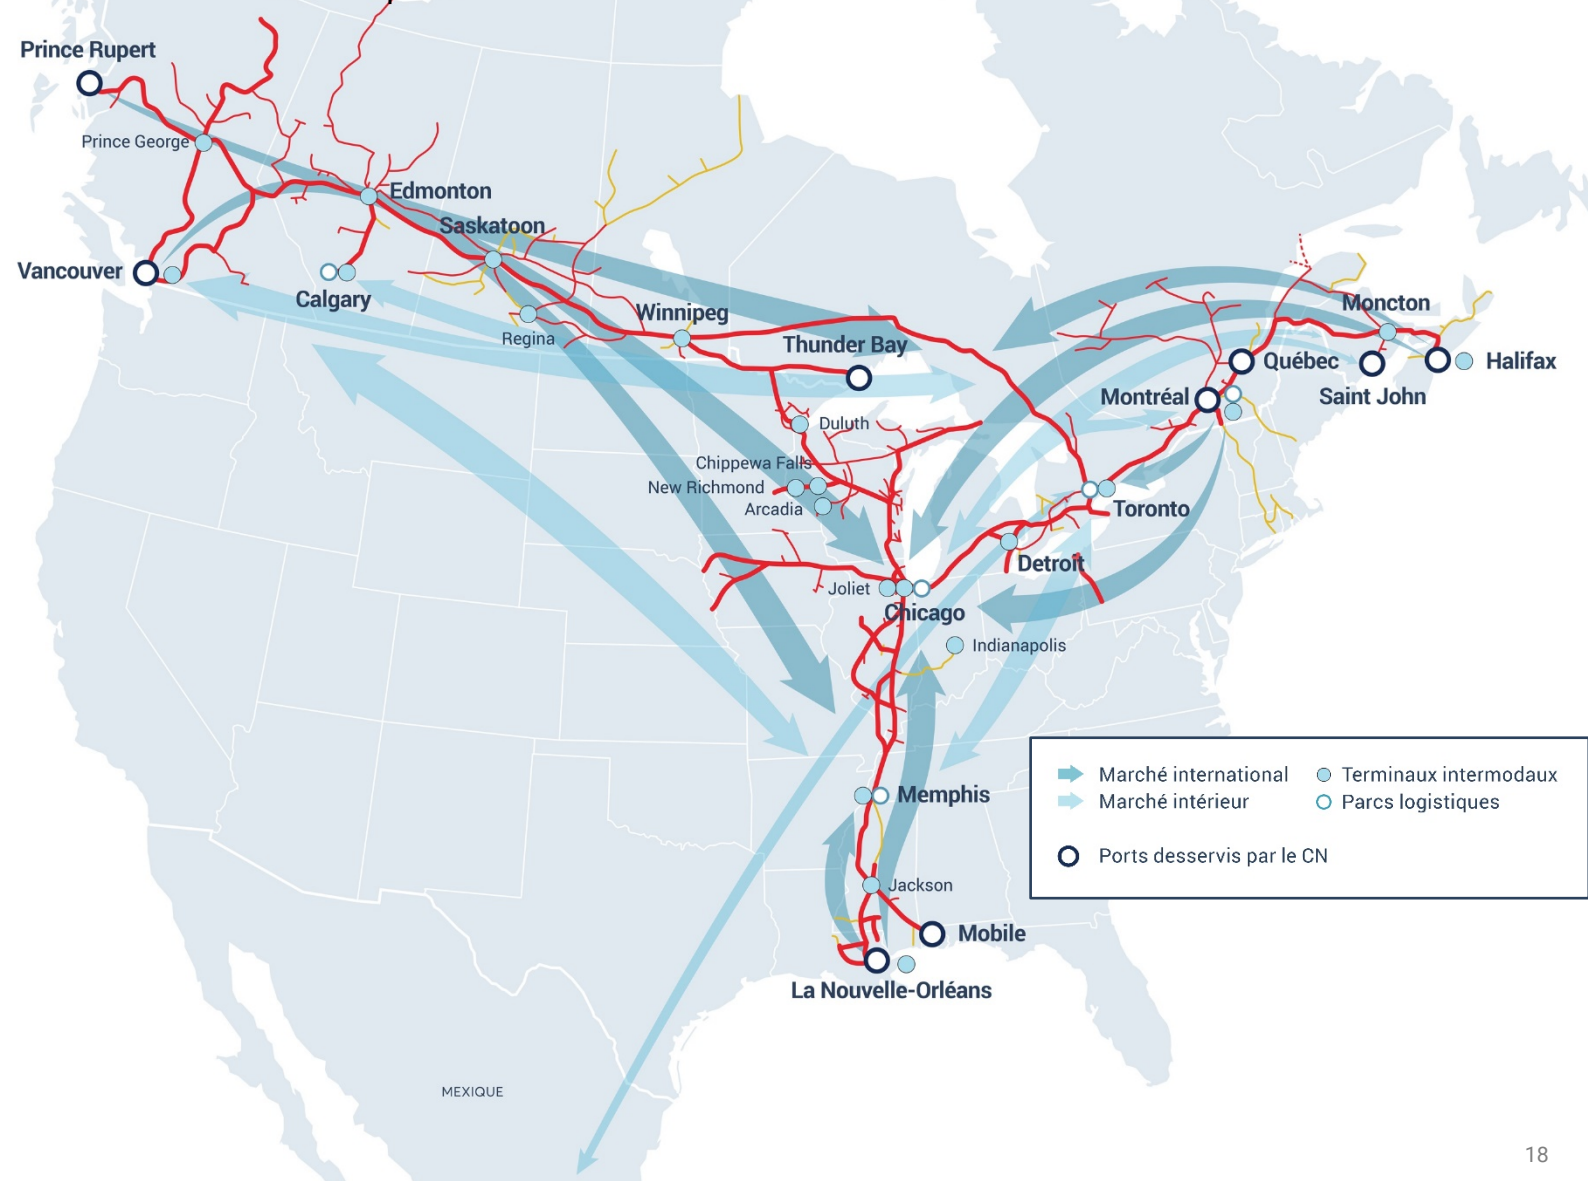 Prince Rupert
Prince George
Edmonton
Saskatoon
Vancouver
Calgary
Regina
Winnipeg
Thunder Bay
Moncton
Québec
Halifax
Saint John
Montréal
Duluth
Chippewa Falls
New Richmond
Arcadia
Toronto
Detroit
Joliet
Chicago
Indianapolis
Memphis
Jackson
Mobile
La Nouvelle-Orléans
MEXIQUE
Marché international
Terminaux intermodaux
Marché intérieur
Parcs logistiques
Ports desservis par le CN
18